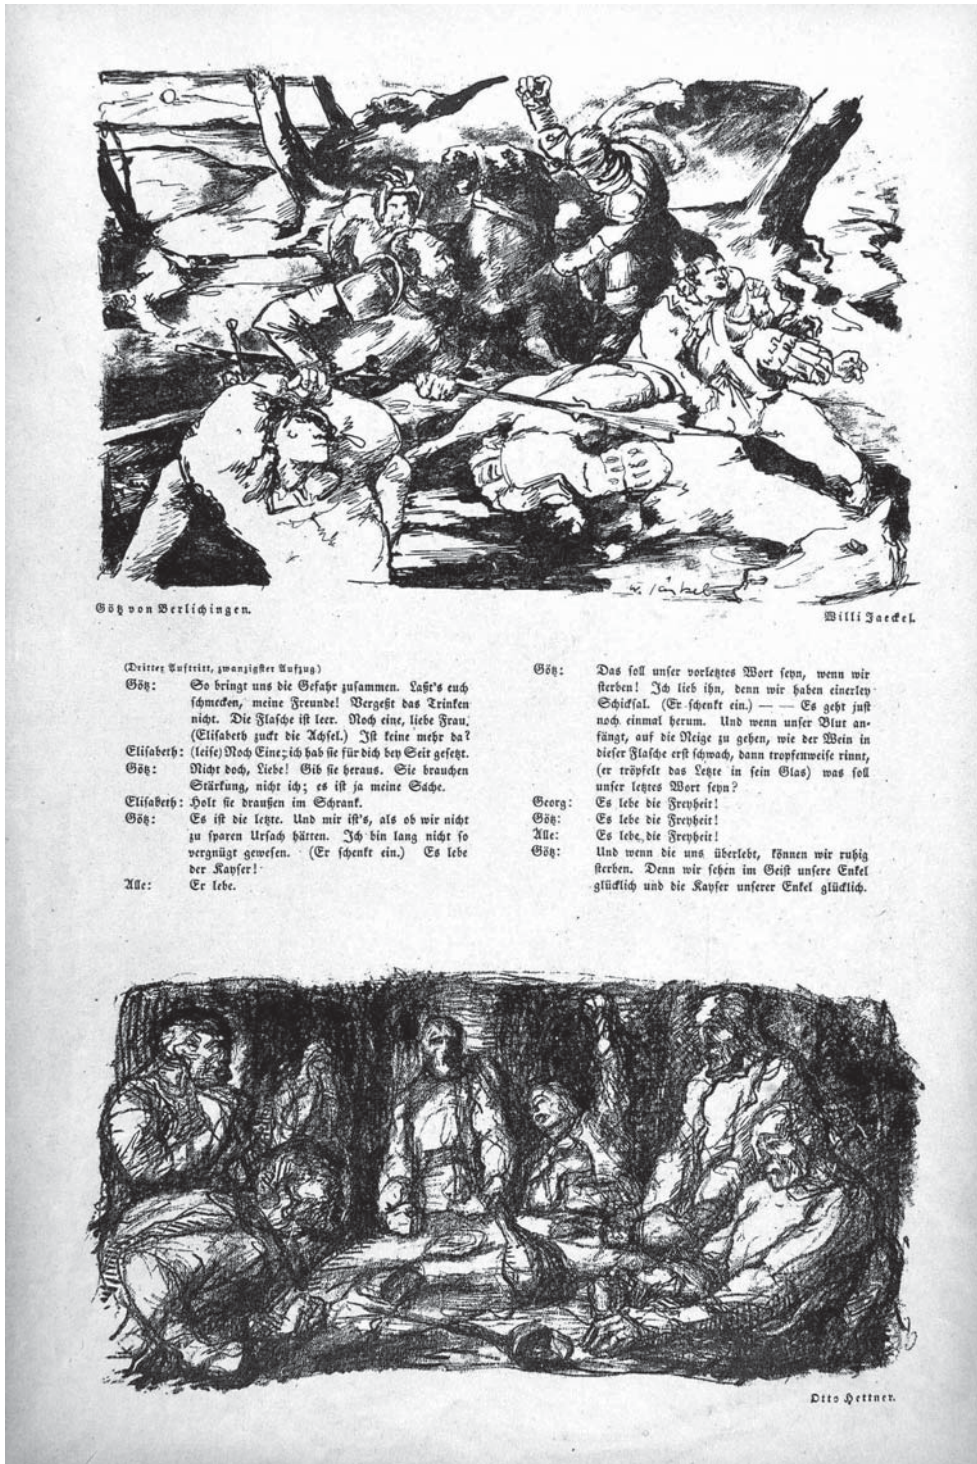 W. Jaeckel
Götz von Berlichingen.
Willi Jaeckel.
(Dritter Auftritt, zwanzigster Aufzug)
Götz: So bringt uns die Gefahr zusammen. Laßt's euch
schmecken, meine Freunde! Vergeßt das Trinken
nicht. Die Flasche ist leer. Noch eine, liebe Frau.
(Elisabeth zuckt die Achsel.) Ist keine mehr da?
Elisabeth: (leise) Noch Eine; ich hab sie für dich bey Seit gesetzt.
Götz: Nicht doch, Liebe! Gib sie heraus. Sie brauchen
Stärkung, nicht ich; es ist ja meine Sache.
Elisabeth: Holt sie draußen im Schrank.
Götz: Es ist die letzte. Und mir ist's, als ob wir nicht
zu sparen Ursach hätten. Ich bin lang nicht so
vergnügt gewesen. (Er schenkt ein.) Es lebe
der Kayser!
Alle: Er lebe.
Götz: Das soll unser vorletztes Wort seyn, wenn wir
sterben! Ich lieb ihn, denn wir haben einerley
Schicksal. (Er schenkt ein.) — — Es geht just
noch einmal herum. Und wenn unser Blut an-
fängt, auf die Neige zu gehen, wie der Wein in
dieser Flasche erst schwach, dann tropfenweise rinnt,
(er tröpfelt das Letzte in sein Glas) was soll
unser letztes Wort seyn?
Georg: Es lebe die Freyheit!
Götz: Es lebe die Freyheit!
Alle: Es lebe die Freyheit!
Götz: Und wenn die uns überlebt, können wir ruhig
sterben. Denn wir sehen im Geist unsere Enkel
glücklich und die Kayser unserer Enkel glücklich.
Otto Hettner.